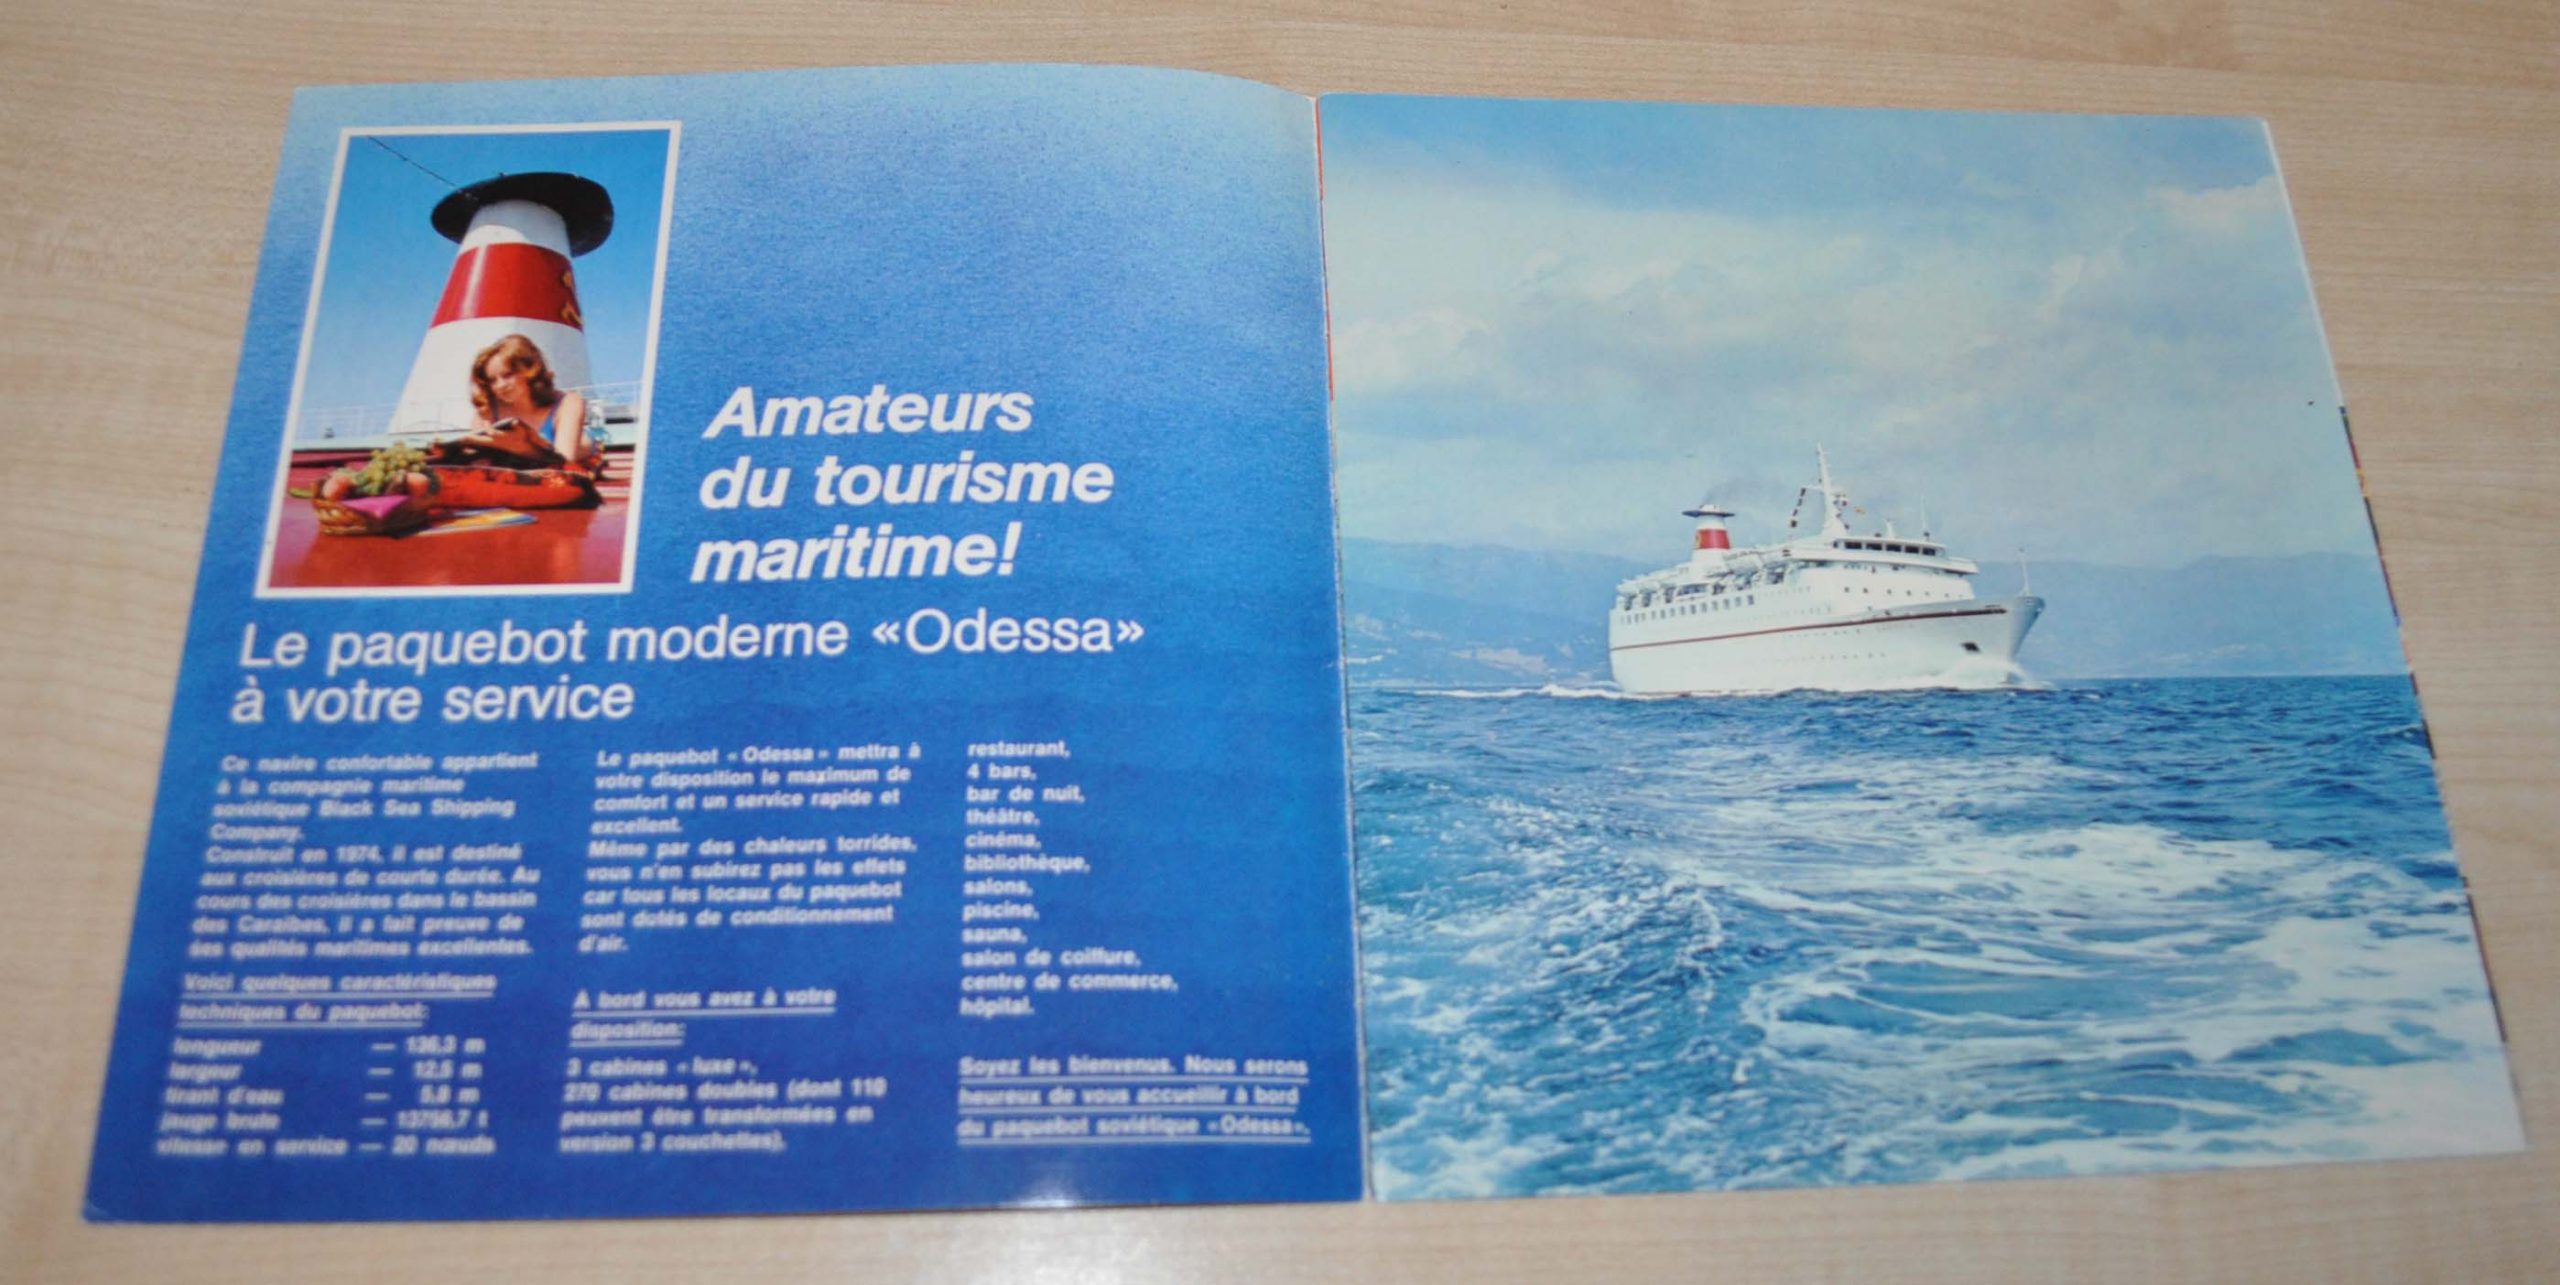 Amateurs
du tourisme
maritime!
Le paquebot moderne «Odessa»
à votre service
Ce navire confortable appartient
à la compagnie maritime
soviétique Black Sea Shipping
Company.
Construit en 1974, il est destiné
aux croisières de courte durée. Au
cours des croisières dans le bassin
des Caraïbes, il a fait preuve de
ses qualités maritimes excellentes.
Voici quelques caractéristiques
techniques du paquebot:
longueur — 136,3 m
largeur — 12,5 m
tirant d'eau — 5,8 m
jauge brute —
vitesse en service — 20 nœuds
Le paquebot «Odessa» mettra à
votre disposition le maximum de
comfort et un service rapide et
excellent.
Même par des chaleurs torrides,
vous n'en subirez pas les effets
car tous les locaux du paquebot
sont dotés de conditionnement
d'air.
A bord vous avez à votre
disposition:
3 cabines «luxe»,
270 cabines doubles (dont 110
peuvent être transformées en
version 3 couchettes),
restaurant,
4 bars,
bar de nuit,
théâtre,
cinéma,
bibliothèque,
salons,
piscine,
sauna,
salon de coiffure,
centre de commerce,
hôpital.
Soyez les bienvenus. Nous serons
heureux de vous accueillir à bord
du paquebot soviétique «Odessa».